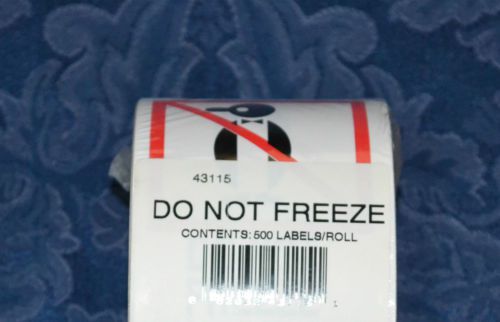 43115
DO NOT FREEZE
CONTENTS: 500 LABELS/ROLL